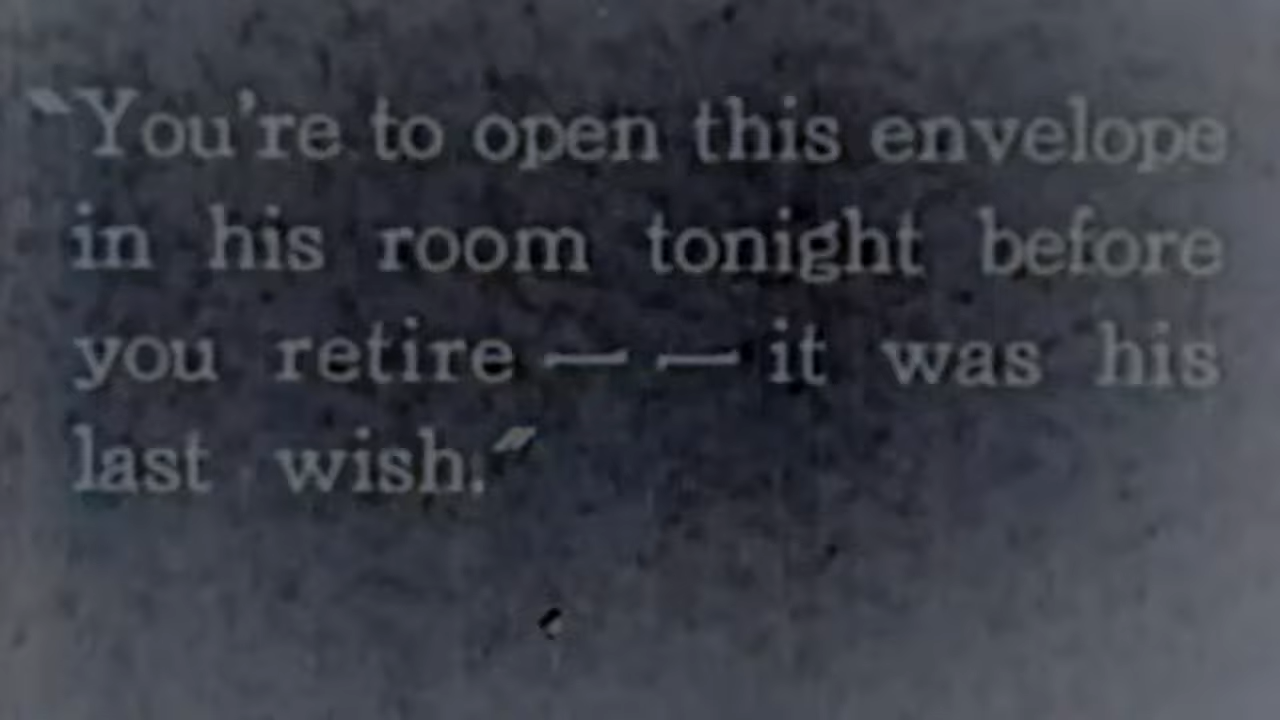 "You're to open this envelope
in his room tonight before
you retire — — it was his
last wish."